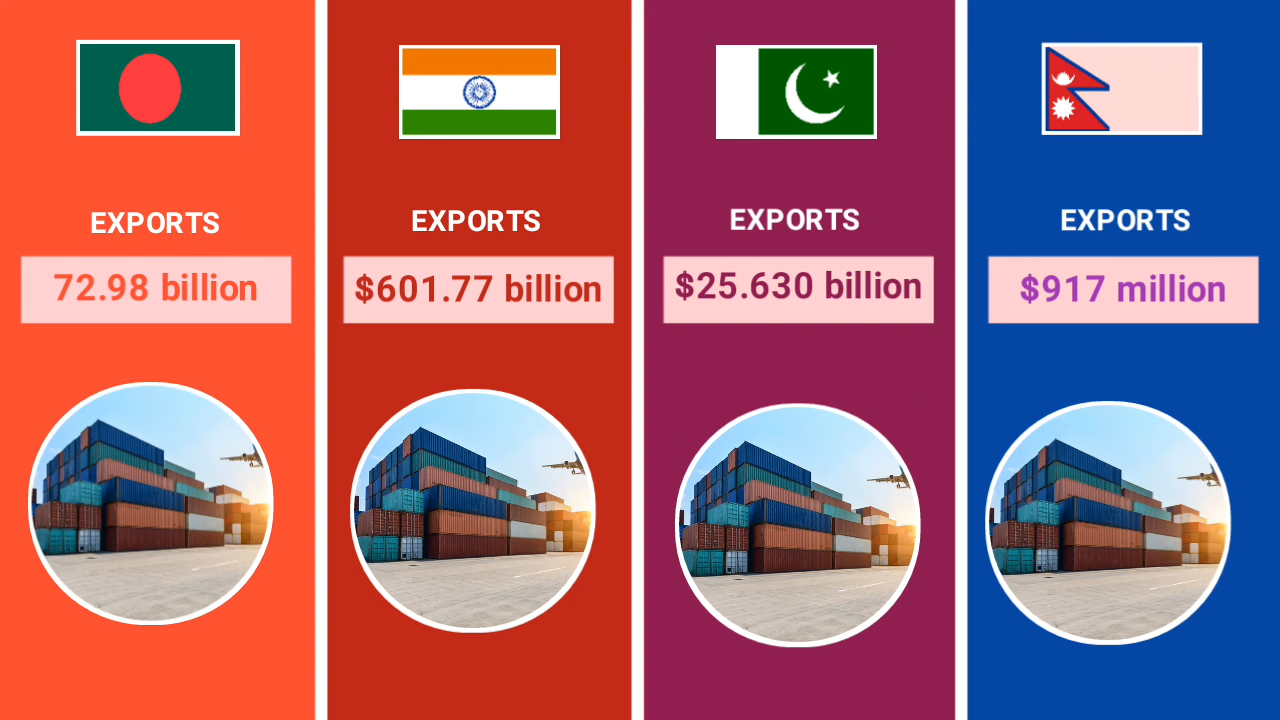 EXPORTS
72.98 billion
EXPORTS
$601.77 billion
EXPORTS
$25.630 billion
EXPORTS
$917 million